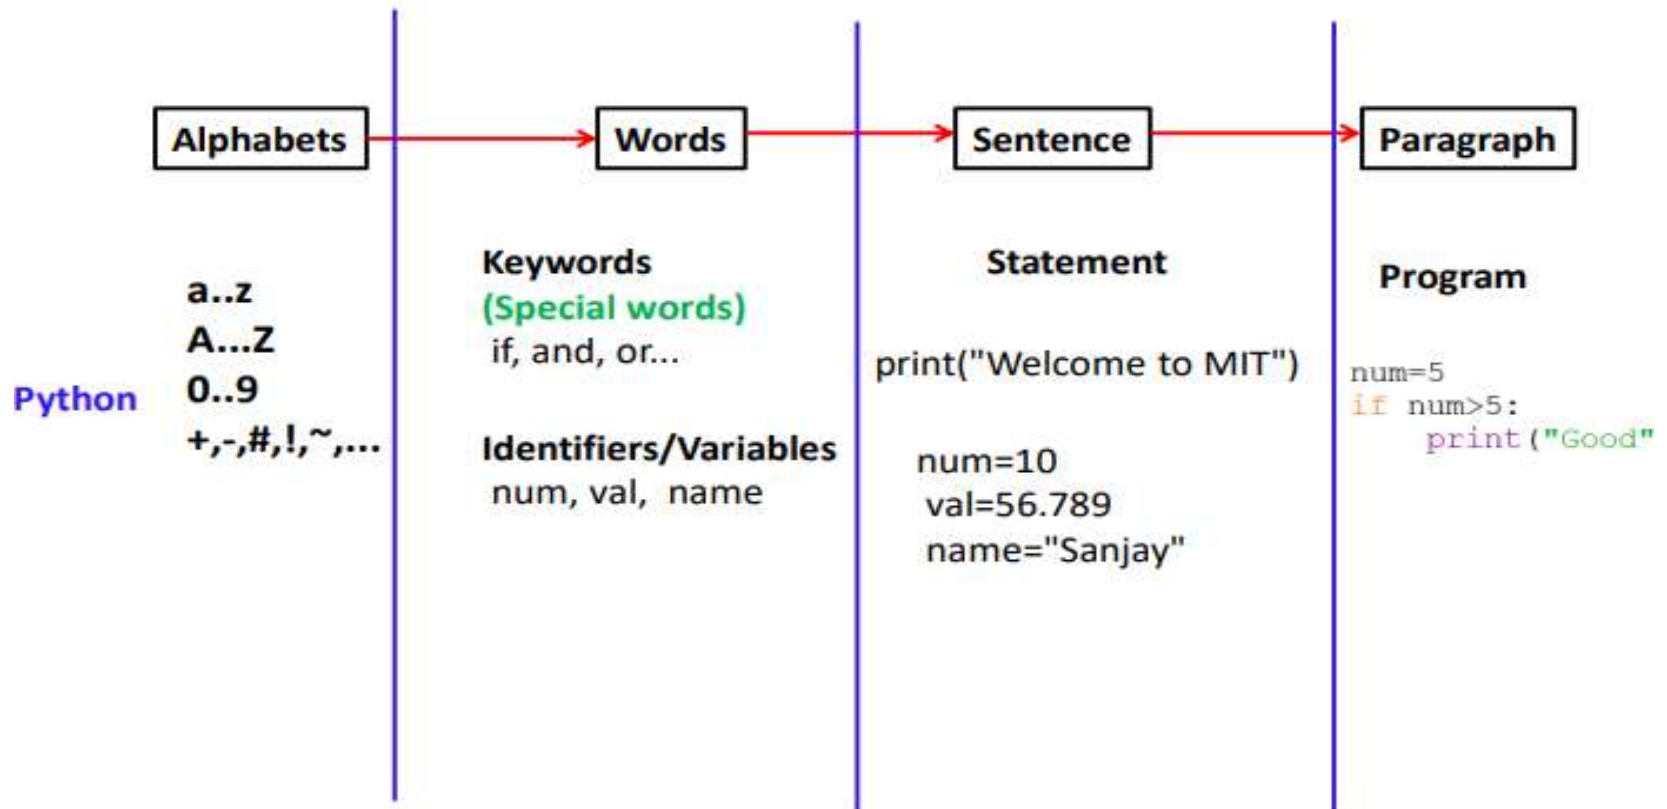 Alphabets
Words
Sentence
Paragraph
Python
a..z
A...Z
0..9
+,-,#,!,~,...
Keywords
(Special words)
if, and, or...
Identifiers/Variables
num, val, name
Statement
print("Welcome to MIT")
num=10
val=56.789
name="Sanjay"
Program
num=5
if num>5:
print("Good"